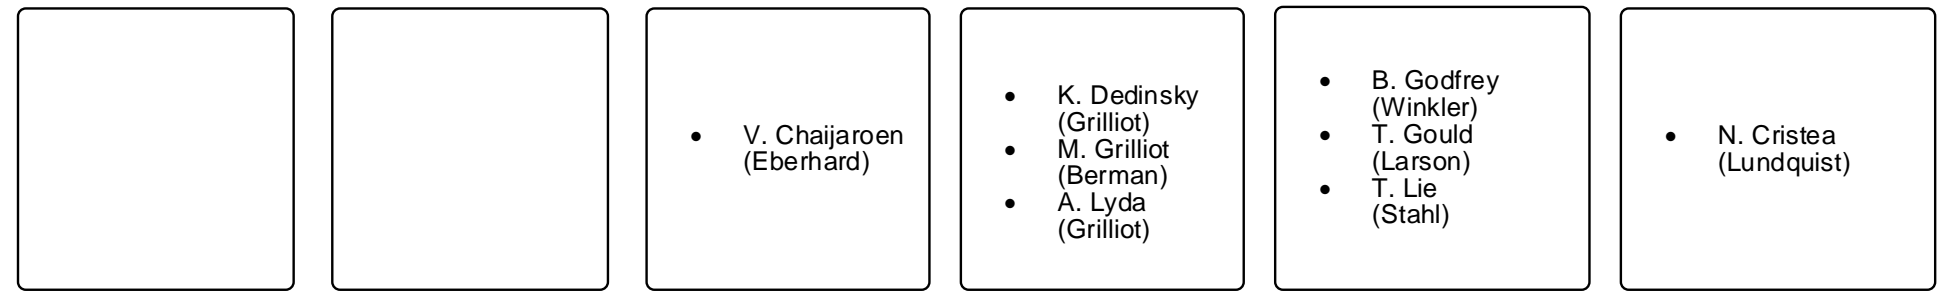 • V. Chaijaroen
(Eberhard)
• K. Dedinsky
(Grilliot)
• M. Grilliot
(Berman)
• A. Lyda
(Grilliot)
• B. Godfrey
(Winkler)
• T. Gould
(Larson)
• T. Lie
(Stahl)
• N. Cristea
(Lundquist)